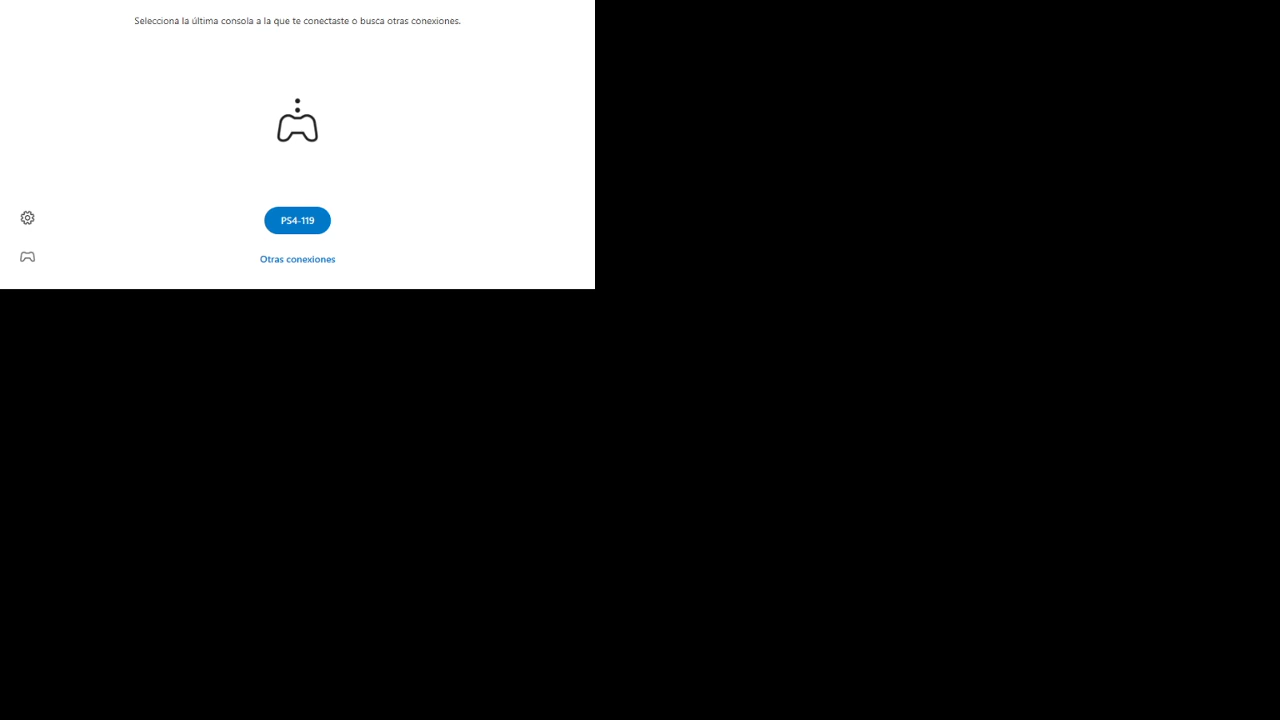 Selecciona la última consola a la que te conectaste o busca otras conexiones.
PS4-119
Otras conexiones